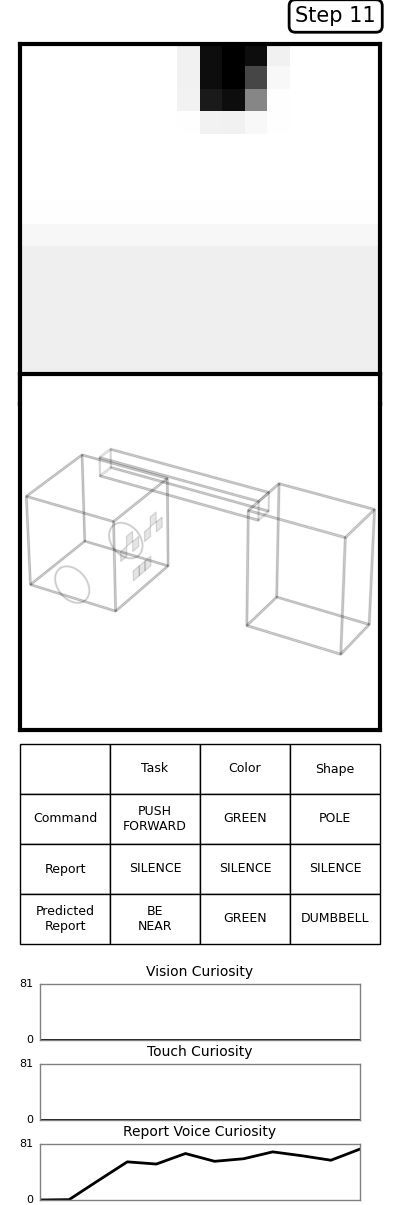 Step 11
Task Color Shape
Command PUSH FORWARD GREEN POLE
Report SILENCE SILENCE SILENCE
Predicted Report BE NEAR GREEN DUMBBELL
Vision Curiosity
81
0
Touch Curiosity
81
0
Report Voice Curiosity
81
0